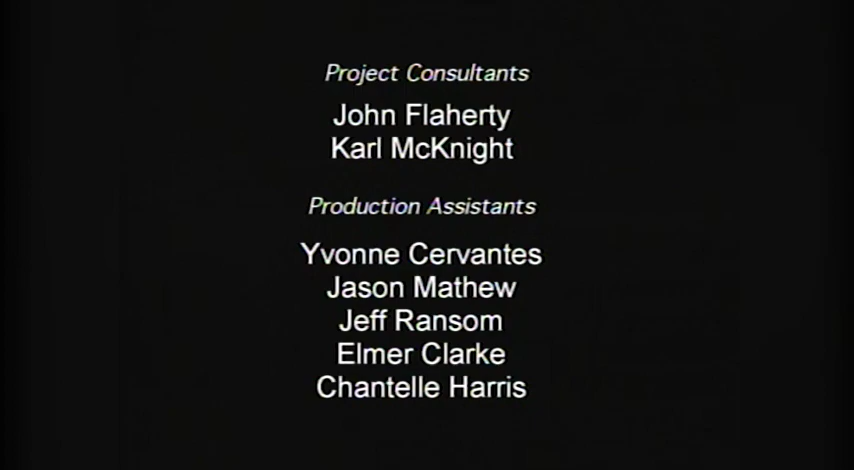 Project Consultants
John Flaherty
Karl McKnight
Production Assistants
Yvonne Cervantes
Jason Mathew
Jeff Ransom
Elmer Clarke
Chantelle Harris